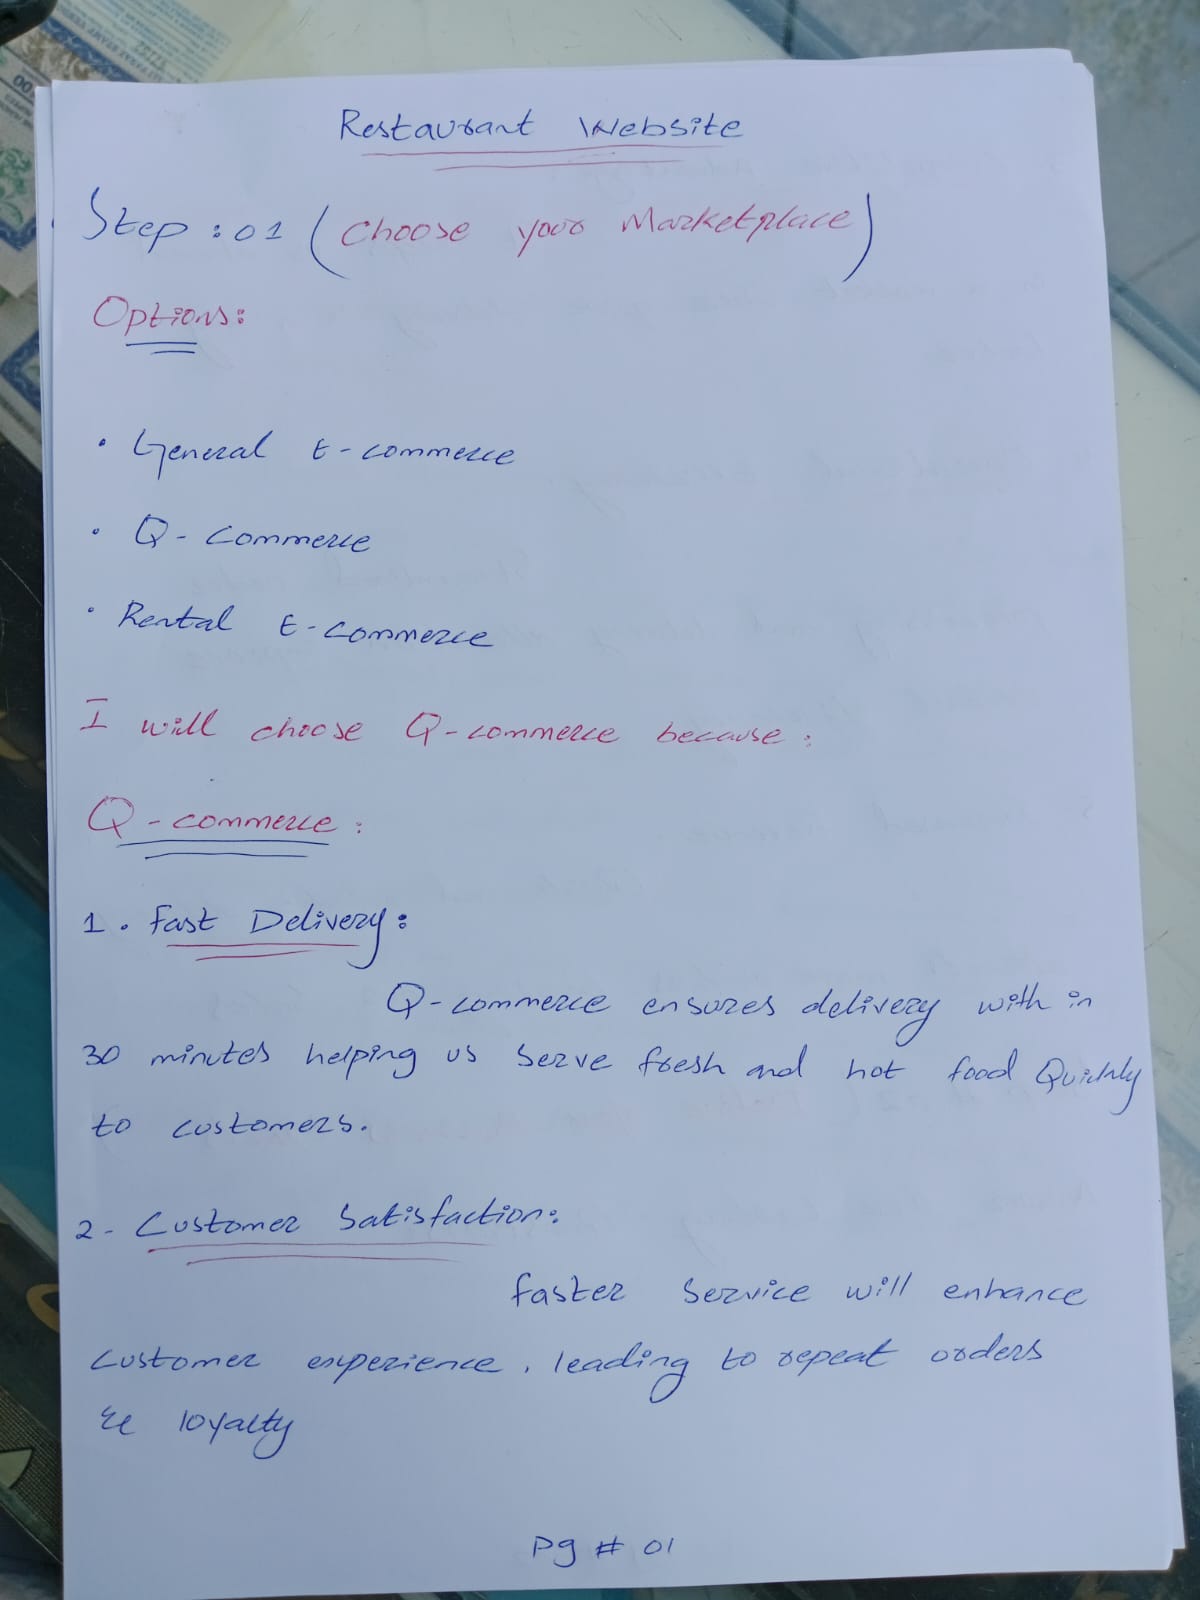 Restaurant Website
Step : 01 ( Choose your Marketplace )
Options:
• General E-commerce
• Q- Commerce
• Rental E-Commerce
I will choose Q-commerce because :
Q-commerce :
1. Fast Delivery :
Q-commerce ensures delivery with in
30 minutes helping us serve fresh and hot food Quickly
to customers.
2- Customer Satisfaction:
faster service will enhance
customer experience, leading to repeat orders
& loyalty
Pg # 01